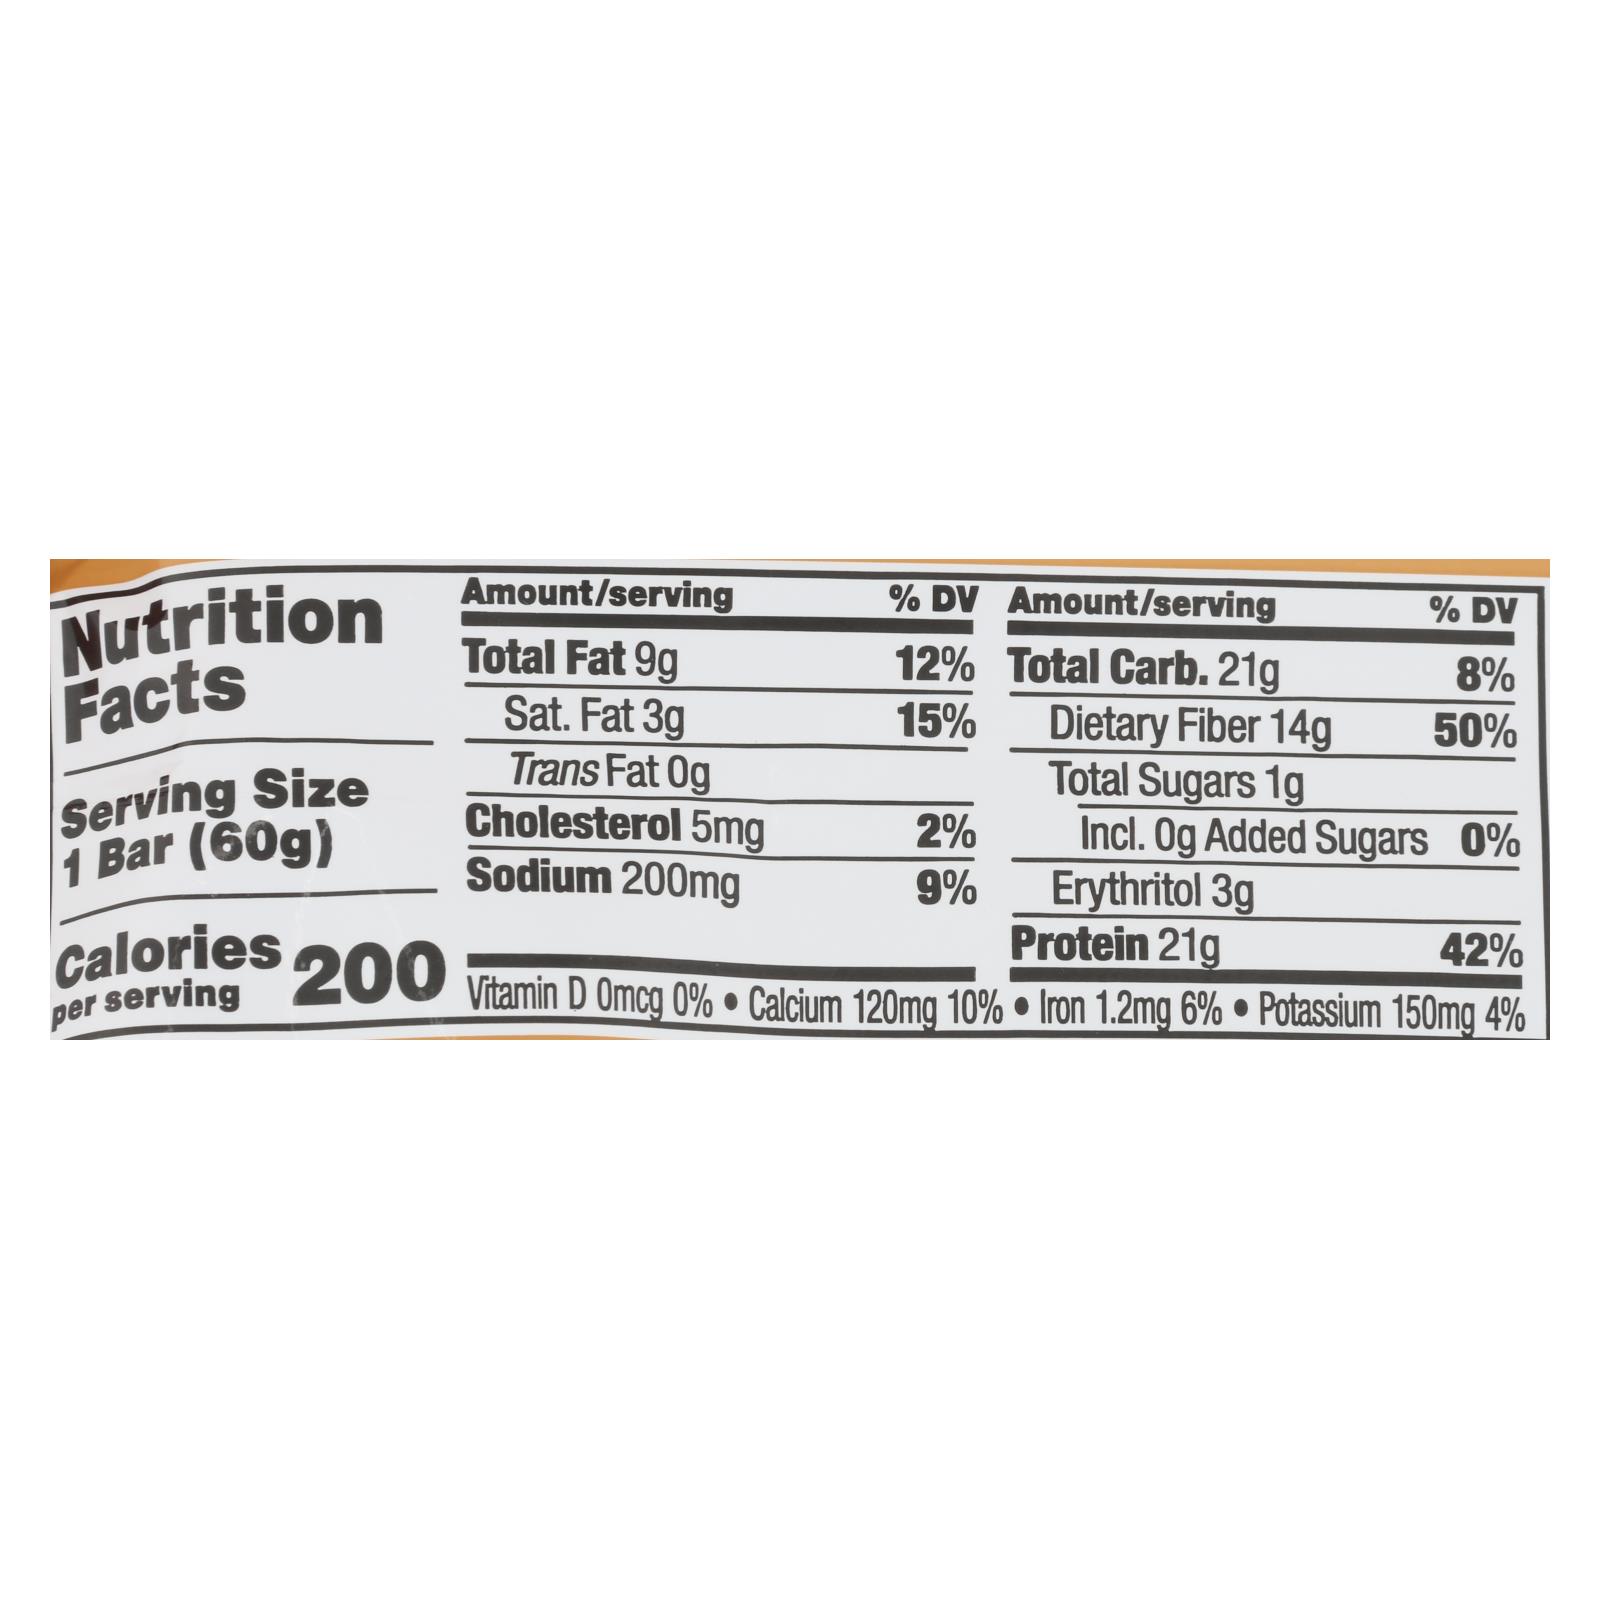 Nutrition
Facts
Serving Size
1 Bar (60g)
Calories 200
per serving
Amount/serving % DV
Total Fat 9g 12%
Sat. Fat 3g 15%
Trans Fat 0g
Cholesterol 5mg 2%
Sodium 200mg 9%
Amount/serving % DV
Total Carb. 21g 8%
Dietary Fiber 14g 50%
Total Sugars 1g
Incl. 0g Added Sugars 0%
Erythritol 3g
Protein 21g 42%
Vitamin D 0mcg 0% • Calcium 120mg 10% • Iron 1.2mg 6% • Potassium 150mg 4%